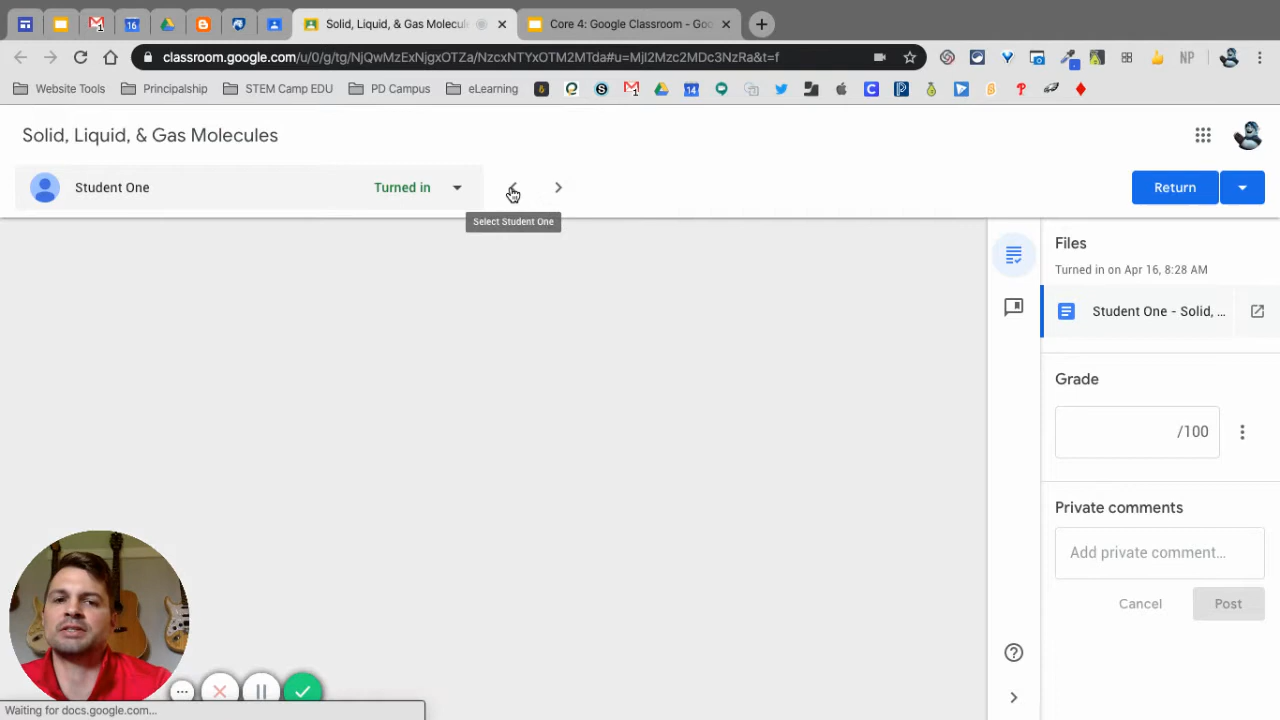 Solid, Liquid, & Gas Molecul
Core 4: Google Classroom - Goo
classroom.google.com/u/0/g/tg/NjQwMzExNjgxOTZa/NzcxNTYxOTM2MTda#u=MjI2Mzc2MDc3NzRa&t=f
NP
Website Tools
Principalship
STEM Camp EDU
PD Campus
eLearning
Solid, Liquid, & Gas Molecules
Student One
Turned in
Return
Select Student One
Files
Turned in on Apr 16, 8:28 AM
Student One - Solid, ...
Grade
/100
Private comments
Add private comment...
Cancel
Post
Waiting for docs.google.com...